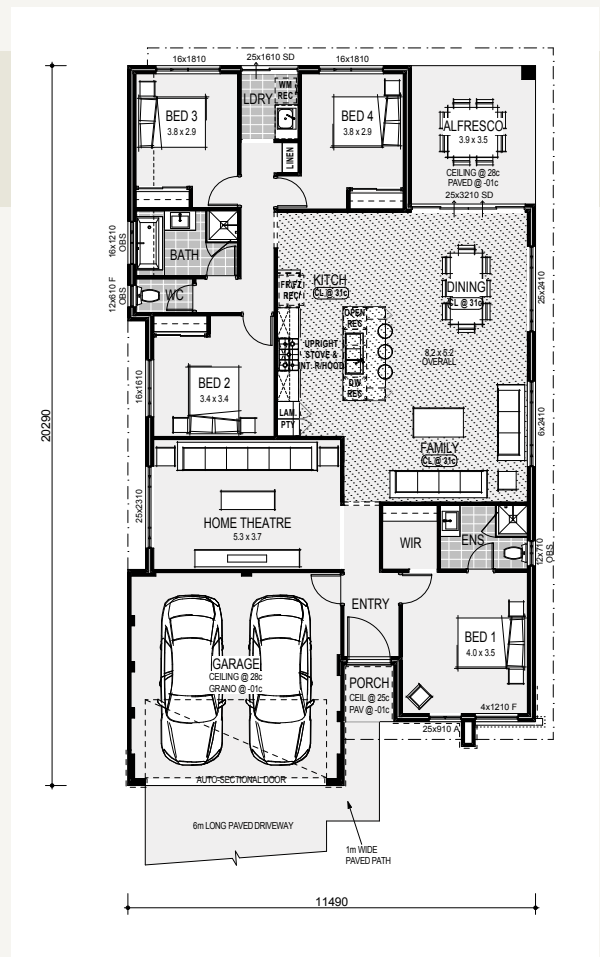 16x1810
25x1610 SD
16x1810
BED 3
3.8 x 2.9
LDRY
WM
REC
LINEN
BED 4
3.8 x 2.9
ALFRESCO
3.9 x 3.5
CEILING @ 28c
PAVED @ -01c
25x3210 SD
16x1210
OBS
BATH
12x610 F
OBS
WC
FR/FZ
REC
KITCH
CL @ 31c
OPEN
REC
UPRIGHT
STOVE &
INT. R/HOOD
DW
REC
LAM.
PTY
DINING
CL @ 31c
8.2 x 6.2
OVERALL
25x2410
6x2410
FAMILY
CL @ 31c
16x1610
BED 2
3.4 x 3.4
20290
25x2310
HOME THEATRE
5.3 x 3.7
WIR
ENS
12x710
OBS
ENTRY
BED 1
4.0 x 3.5
GARAGE
CEILING @ 28c
GRANO @ -01c
PORCH
CEIL @ 25c
PAV @ -01c
4x1210 F
25x910 A
AUTO-SECTIONAL DOOR
6m LONG PAVED DRIVEWAY
1m WIDE
PAVED PATH
11490